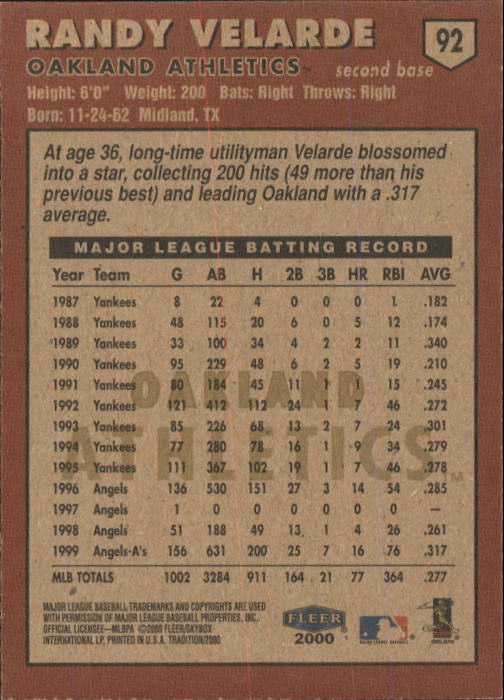 RANDY VELARDE
92
OAKLAND ATHLETICS™ second base
Height: 6'0" Weight: 200 Bats: Right Throws: Right
Born: 11-24-62 Midland, TX
At age 36, long-time utilityman Velarde blossomed
into a star, collecting 200 hits (49 more than his
previous best) and leading Oakland with a .317
average.
MAJOR LEAGUE BATTING RECORD
Year Team G AB H 2B 3B HR RBI AVG
1987 Yankees 8 22 4 0 0 0 1 .182
1988 Yankees 48 115 20 6 0 5 12 .174
1989 Yankees 33 100 34 4 2 2 11 .340
1990 Yankees 95 229 48 6 2 5 19 .210
1991 Yankees 80 184 45 11 1 1 15 .245
1992 Yankees 121 412 112 24 1 7 46 .272
1993 Yankees 85 226 68 13 2 7 24 .301
1994 Yankees 77 280 78 16 1 9 34 .279
1995 Yankees 111 367 102 19 1 7 46 .278
1996 Angels 136 530 151 27 3 14 54 .285
1997 Angels 1 0 0 0 0 0 0 –
1998 Angels 51 188 49 13 1 4 26 .261
1999 Angels-A's 156 631 200 25 7 16 76 .317
MLB TOTALS 1002 3284 911 164 21 77 364 .277
OAKLAND
ATHLETICS™
MAJOR LEAGUE BASEBALL TRADEMARKS AND COPYRIGHTS ARE USED
WITH PERMISSION OF MAJOR LEAGUE BASEBALL PROPERTIES, INC.
OFFICIAL LICENSEE—MLBPA ©2000 FLEER/SKYBOX
INTERNATIONAL LP, PRINTED IN U.S.A. TRADITION/2000
FLEER
2000